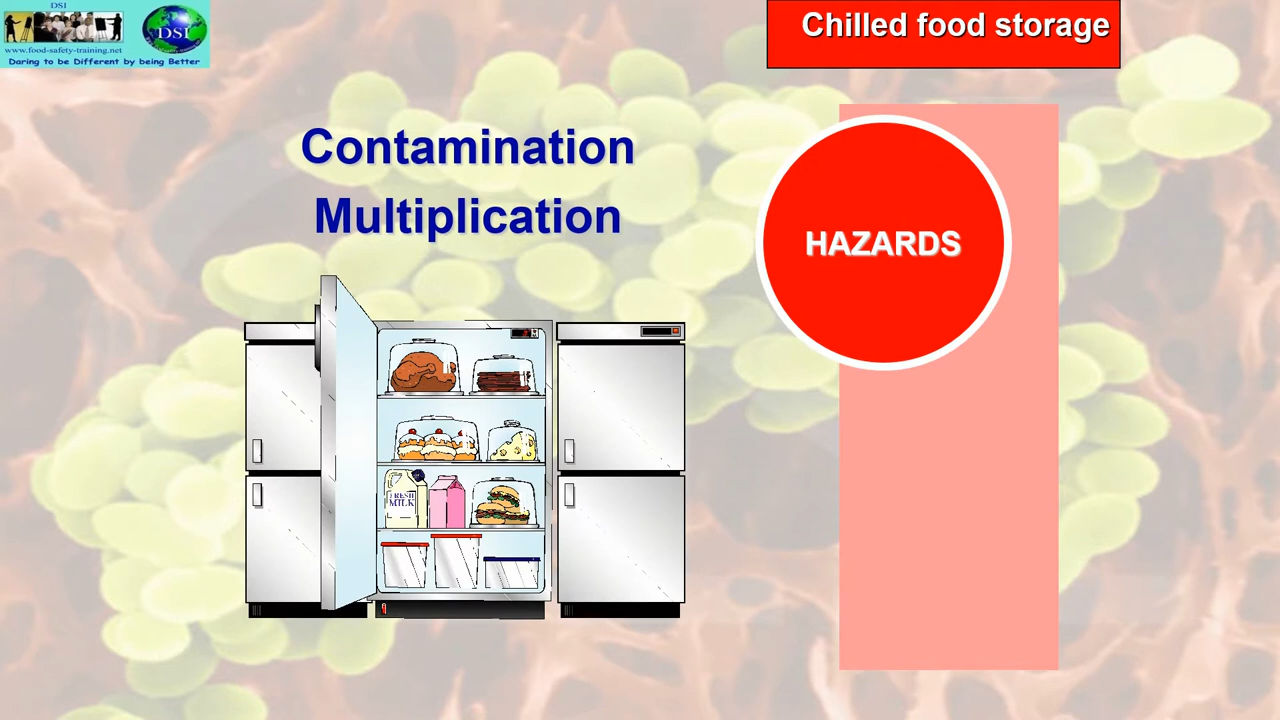 DSI
DSI
www.food-safety-training.net
Daring to be Different by being Better
Chilled food storage
Contamination
Multiplication
HAZARDS
FRESH
MILK